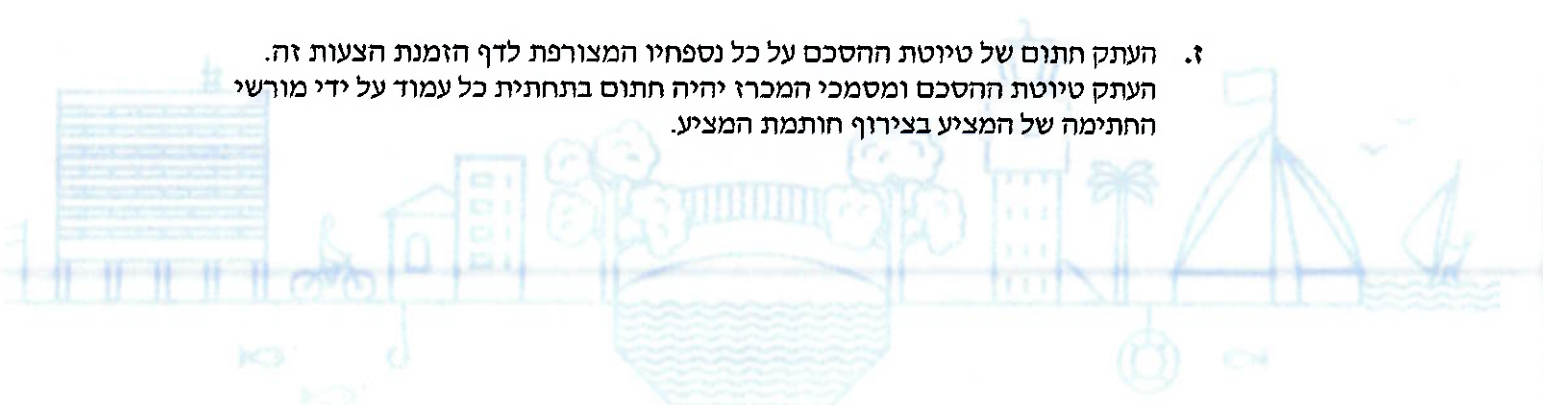 ז. העתק חתום של טיוטת ההסכם על כל נספחיו המצורפת לדף הזמנת הצעות זה.
העתק טיוטת ההסכם ומסמכי המכרז יהיה חתום בתחתית כל עמוד על ידי מורשי
החתימה של המציע בצירוף חותמת המציע.